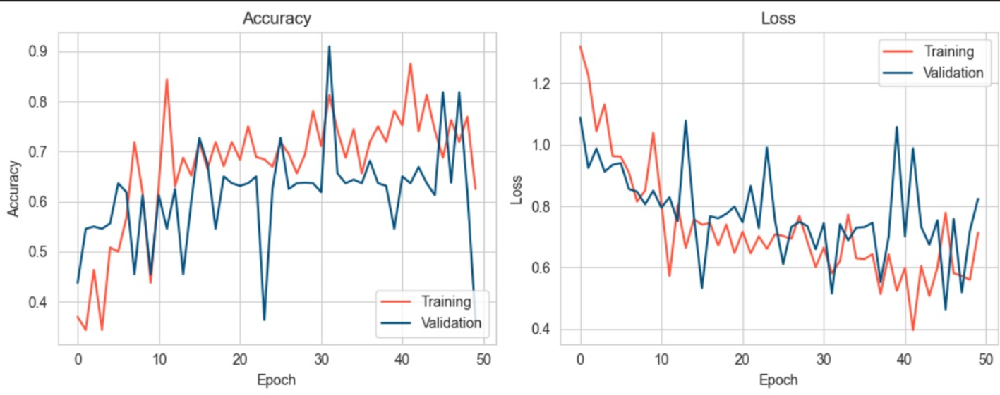 Accuracy
0.9
0.8
0.7
0.6
0.5
0.4
Accuracy
Training
Validation
0 10 20 30 40 50
Epoch
Loss
1.2
1.0
0.8
0.6
0.4
Loss
Training
Validation
0 10 20 30 40 50
Epoch